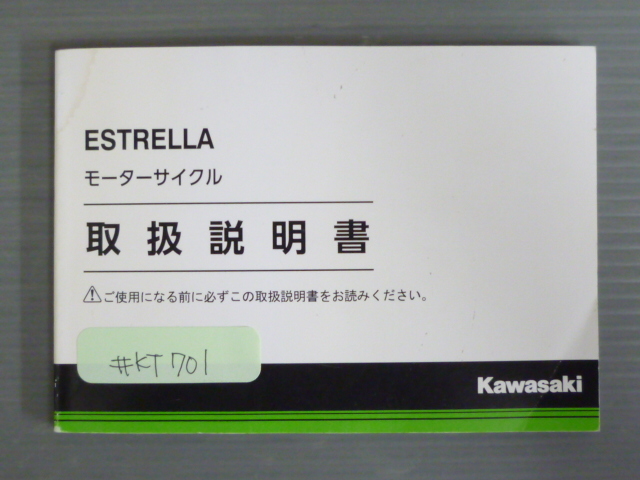 ESTRELLA
モーターサイクル
取扱説明書
⚠ご使用になる前に必ずこの取扱説明書をお読みください。
#KT701
Kawasaki